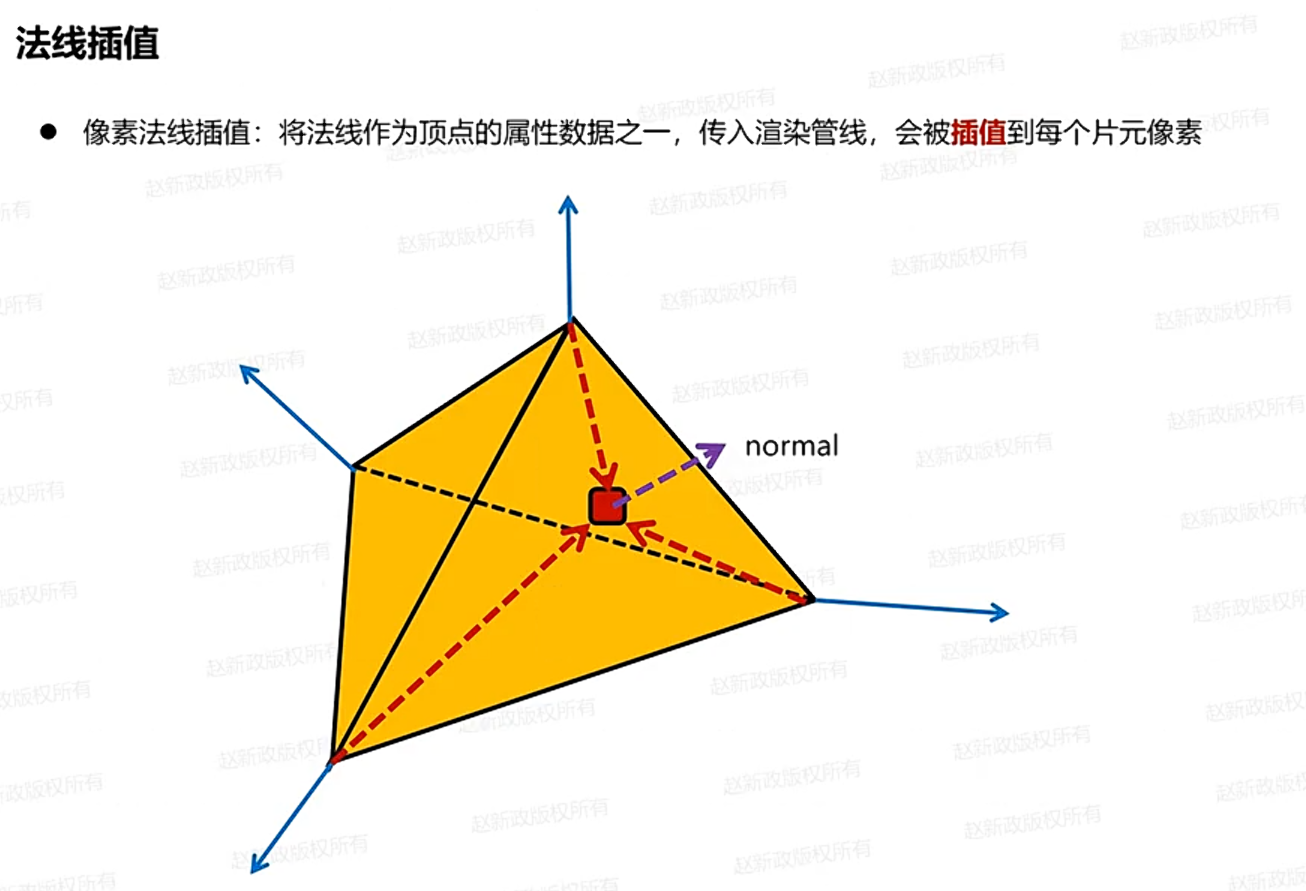 法线插值
● 像素法线插值：将法线作为顶点的属性数据之一，传入渲染管线，会被插值到每个片元像素
normal
赵新政版权所有